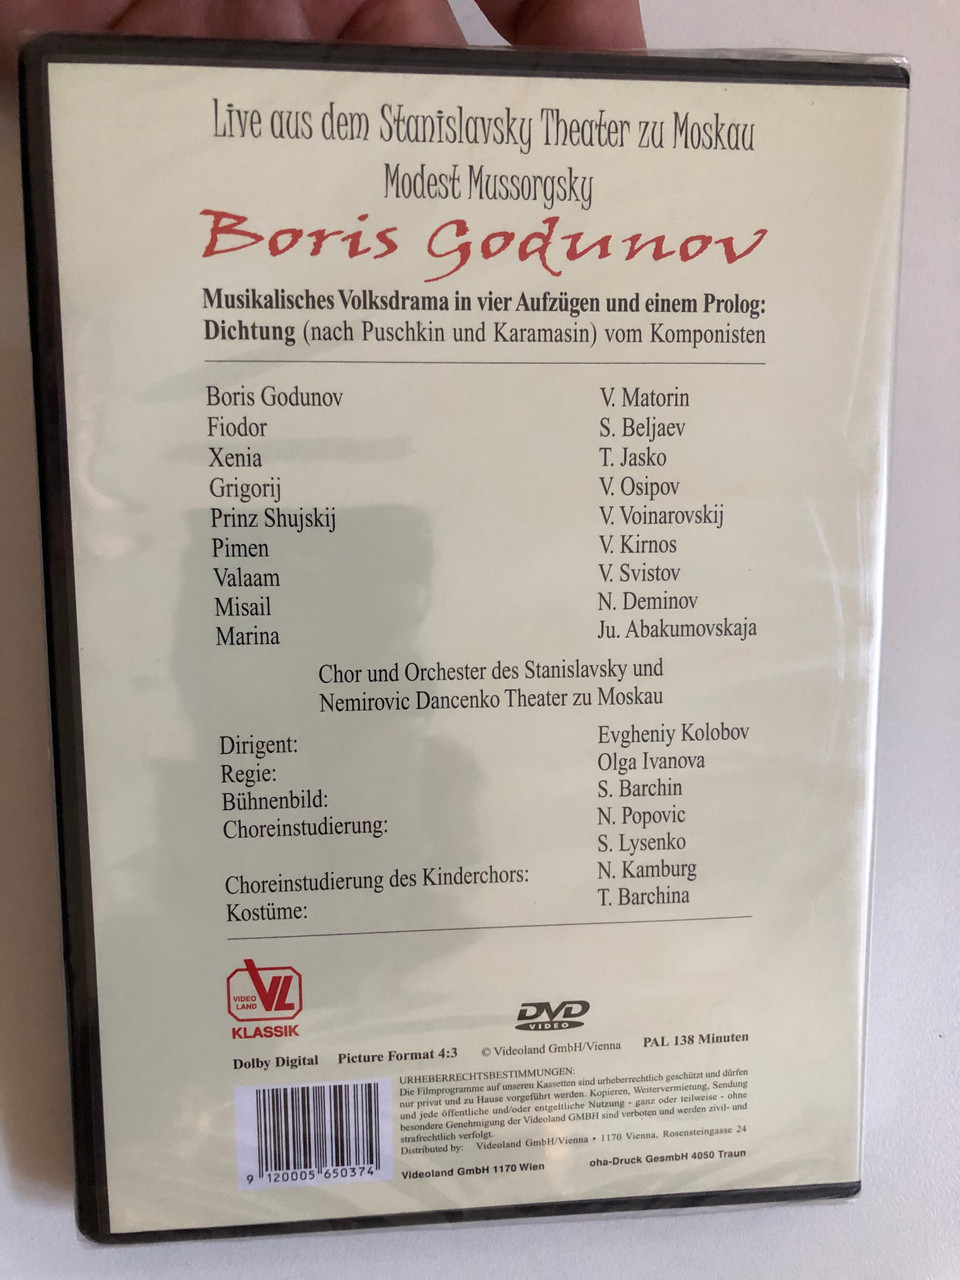 Live aus dem Stanislavsky Theater zu Moskau
Modest Mussorgsky
Boris Godunov
Musikalisches Volksdrama in vier Aufzügen und einem Prolog:
Dichtung (nach Puschkin und Karamasin) vom Komponisten
Boris Godunov V. Matorin
Fiodor S. Beljaev
Xenia T. Jasko
Grigorij V. Osipov
Prinz Shujskij V. Voinarovskij
Pimen V. Kirnos
Valaam V. Svistov
Misail N. Deminov
Marina Ju. Abakumovskaja
Chor und Orchester des Stanislavsky und
Nemirovic Dancenko Theater zu Moskau
Dirigent: Evgheniy Kolobov
Regie: Olga Ivanova
Bühnenbild: S. Barchin
Choreinstudierung: N. Popovic
S. Lysenko
Choreinstudierung des Kinderchors: N. Kamburg
Kostüme: T. Barchina
VIDEO LAND VL
KLASSIK
DVD
VIDEO
Dolby Digital Picture Format 4:3 © Videoland GmbH/Vienna PAL 138 Minuten
URHEBERRECHTSBESTIMMUNGEN:
Die Filmprogramme auf unseren Kassetten sind urheberrechtlich geschützt und dürfen
nur privat und zu Hause vorgeführt werden. Kopieren, Weitervermietung, Sendung
und jede öffentliche und/oder entgeltliche Nutzung - ganz oder teilweise - ohne
besondere Genehmigung der Videoland GMBH sind verboten und werden zivil- und
strafrechtlich verfolgt.
Distributed by: Videoland GmbH/Vienna • 1170 Vienna, Rosensteingasse 24
Videoland GmbH 1170 Wien oha-Druck GesmbH 4050 Traun
9 120005 650374